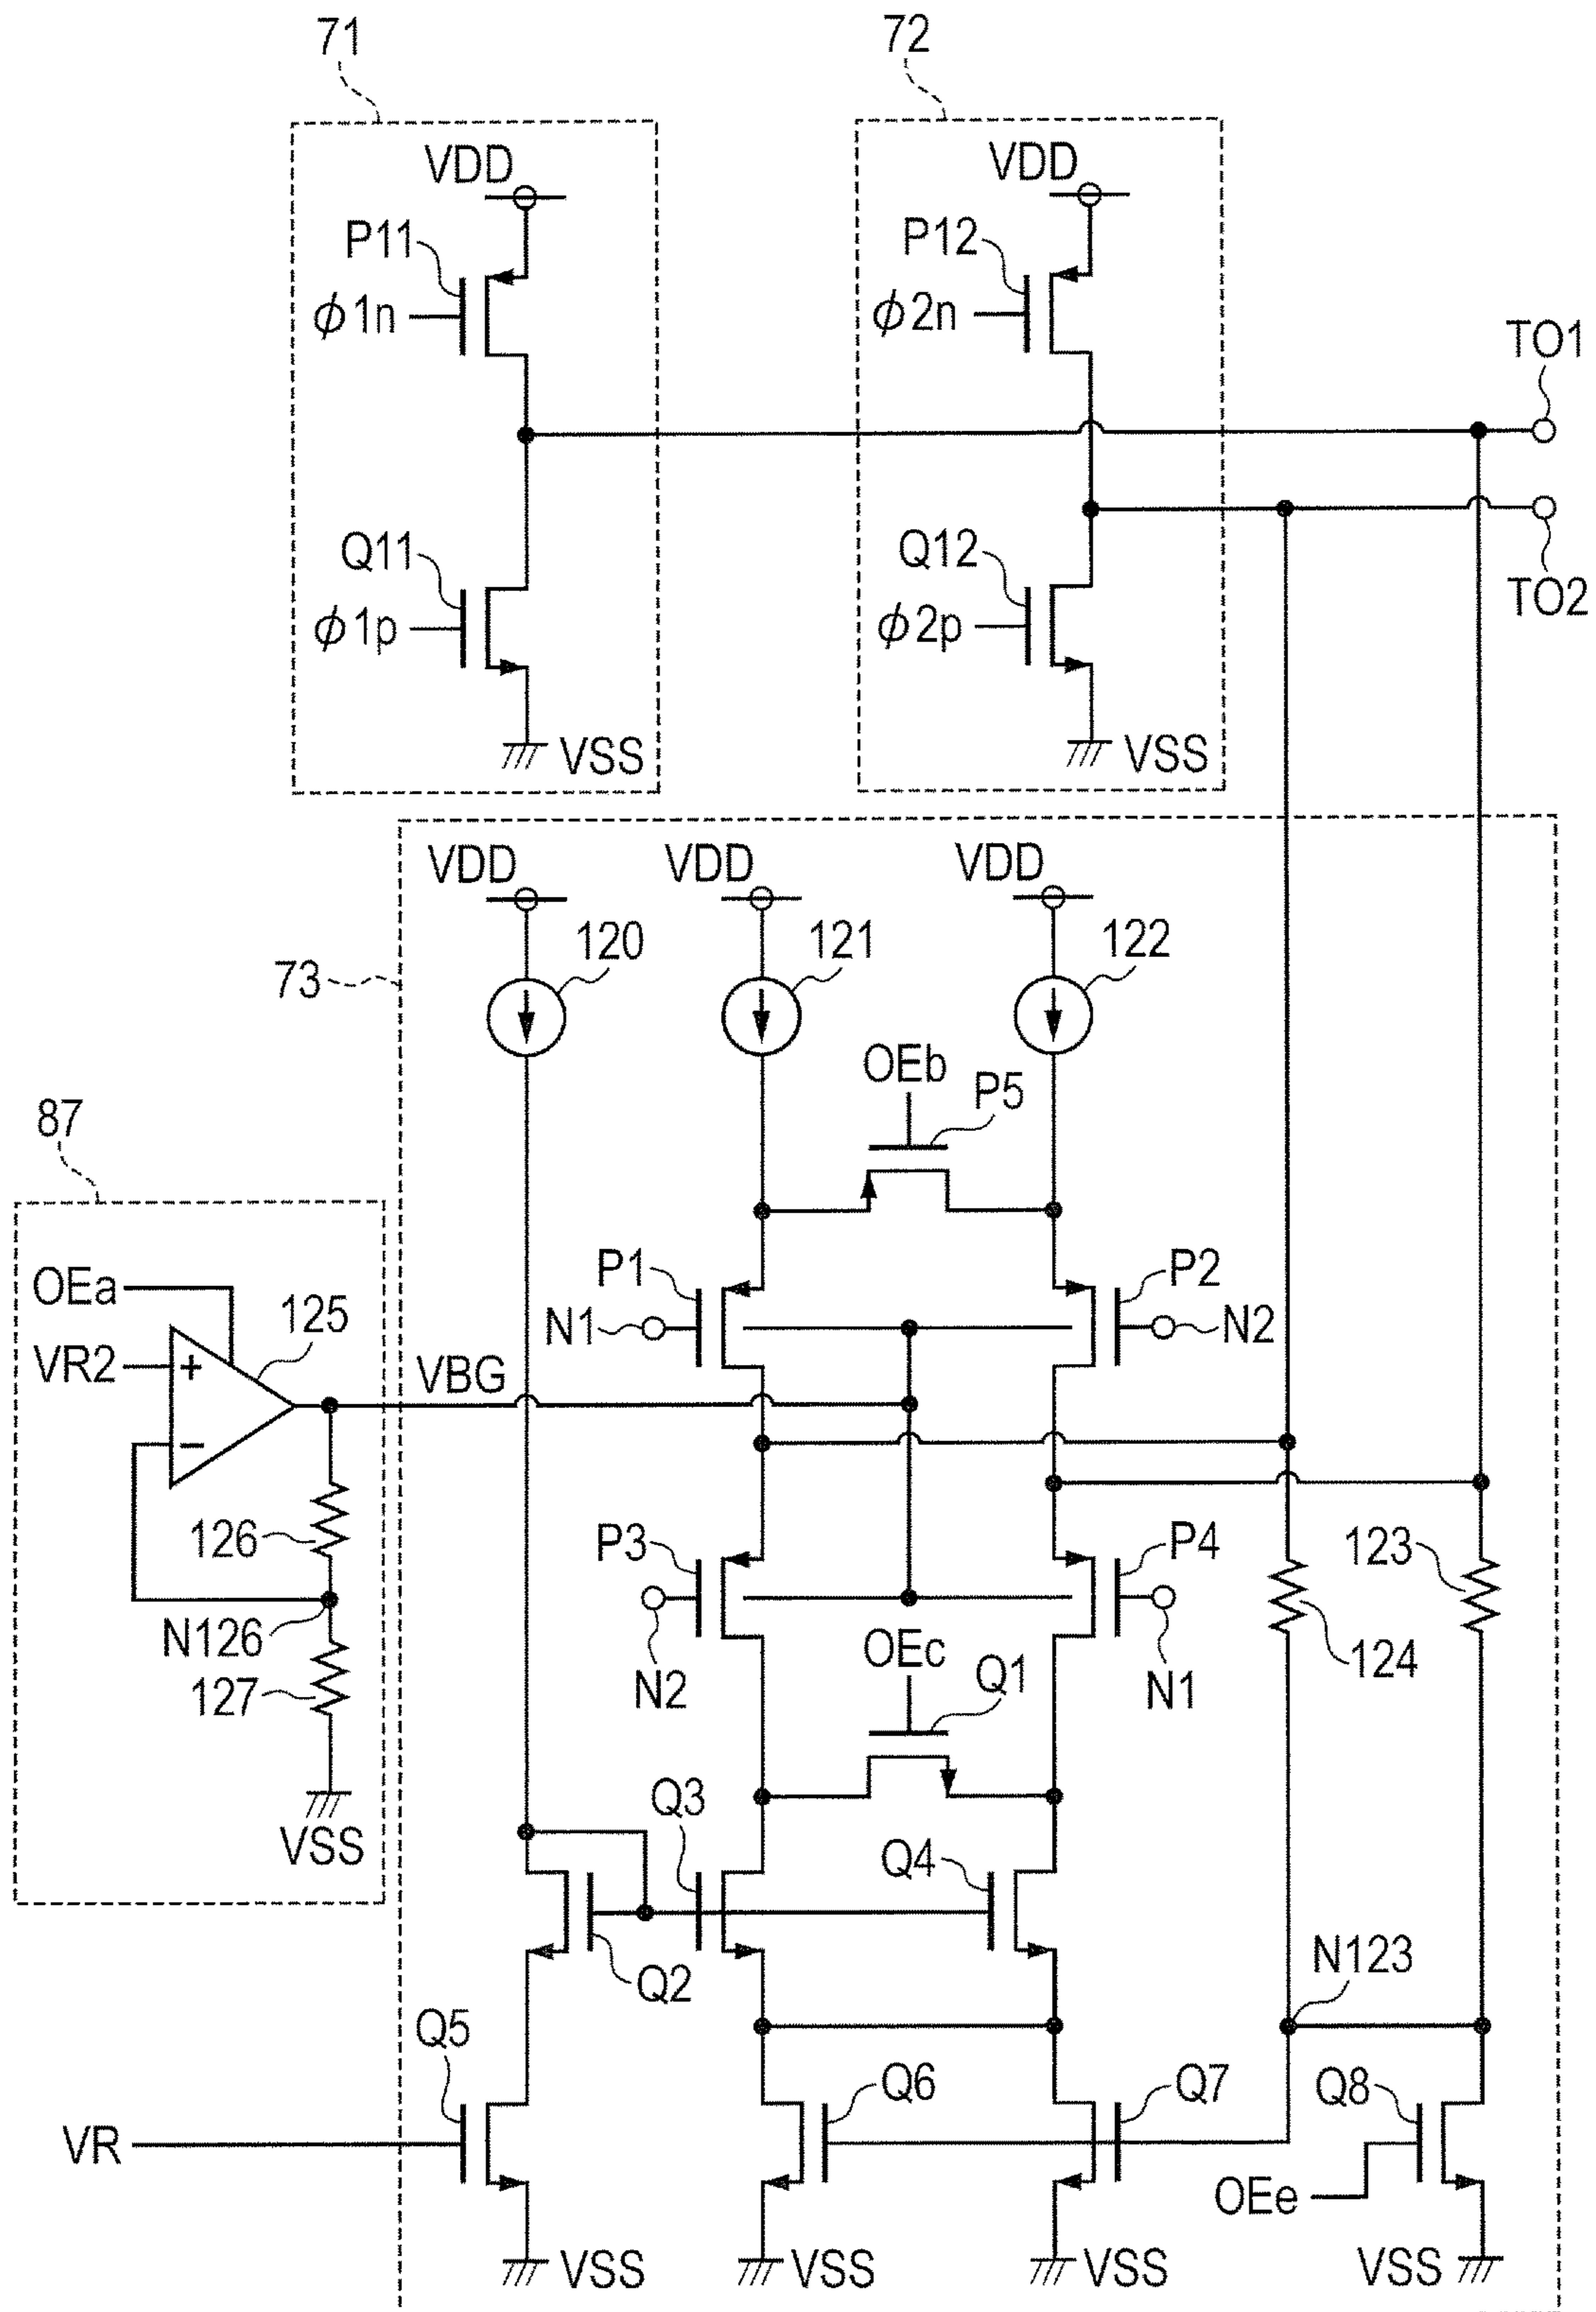 71
72
VDD
VDD
P11
P12
ϕ1n
ϕ2n
TO1
Q11
Q12
TO2
ϕ1p
ϕ2p
VSS
VSS
VDD
VDD
VDD
73
120
121
122
OEb
P5
87
P1
P2
OEa
125
N1
N2
VR2
+
VBG
−
P3
P4
123
126
N126
OEc
124
127
N2
Q1
N1
Q3
VSS
Q4
N123
Q2
Q5
Q6
Q7
Q8
VR
OEe
VSS
VSS
VSS
VSS